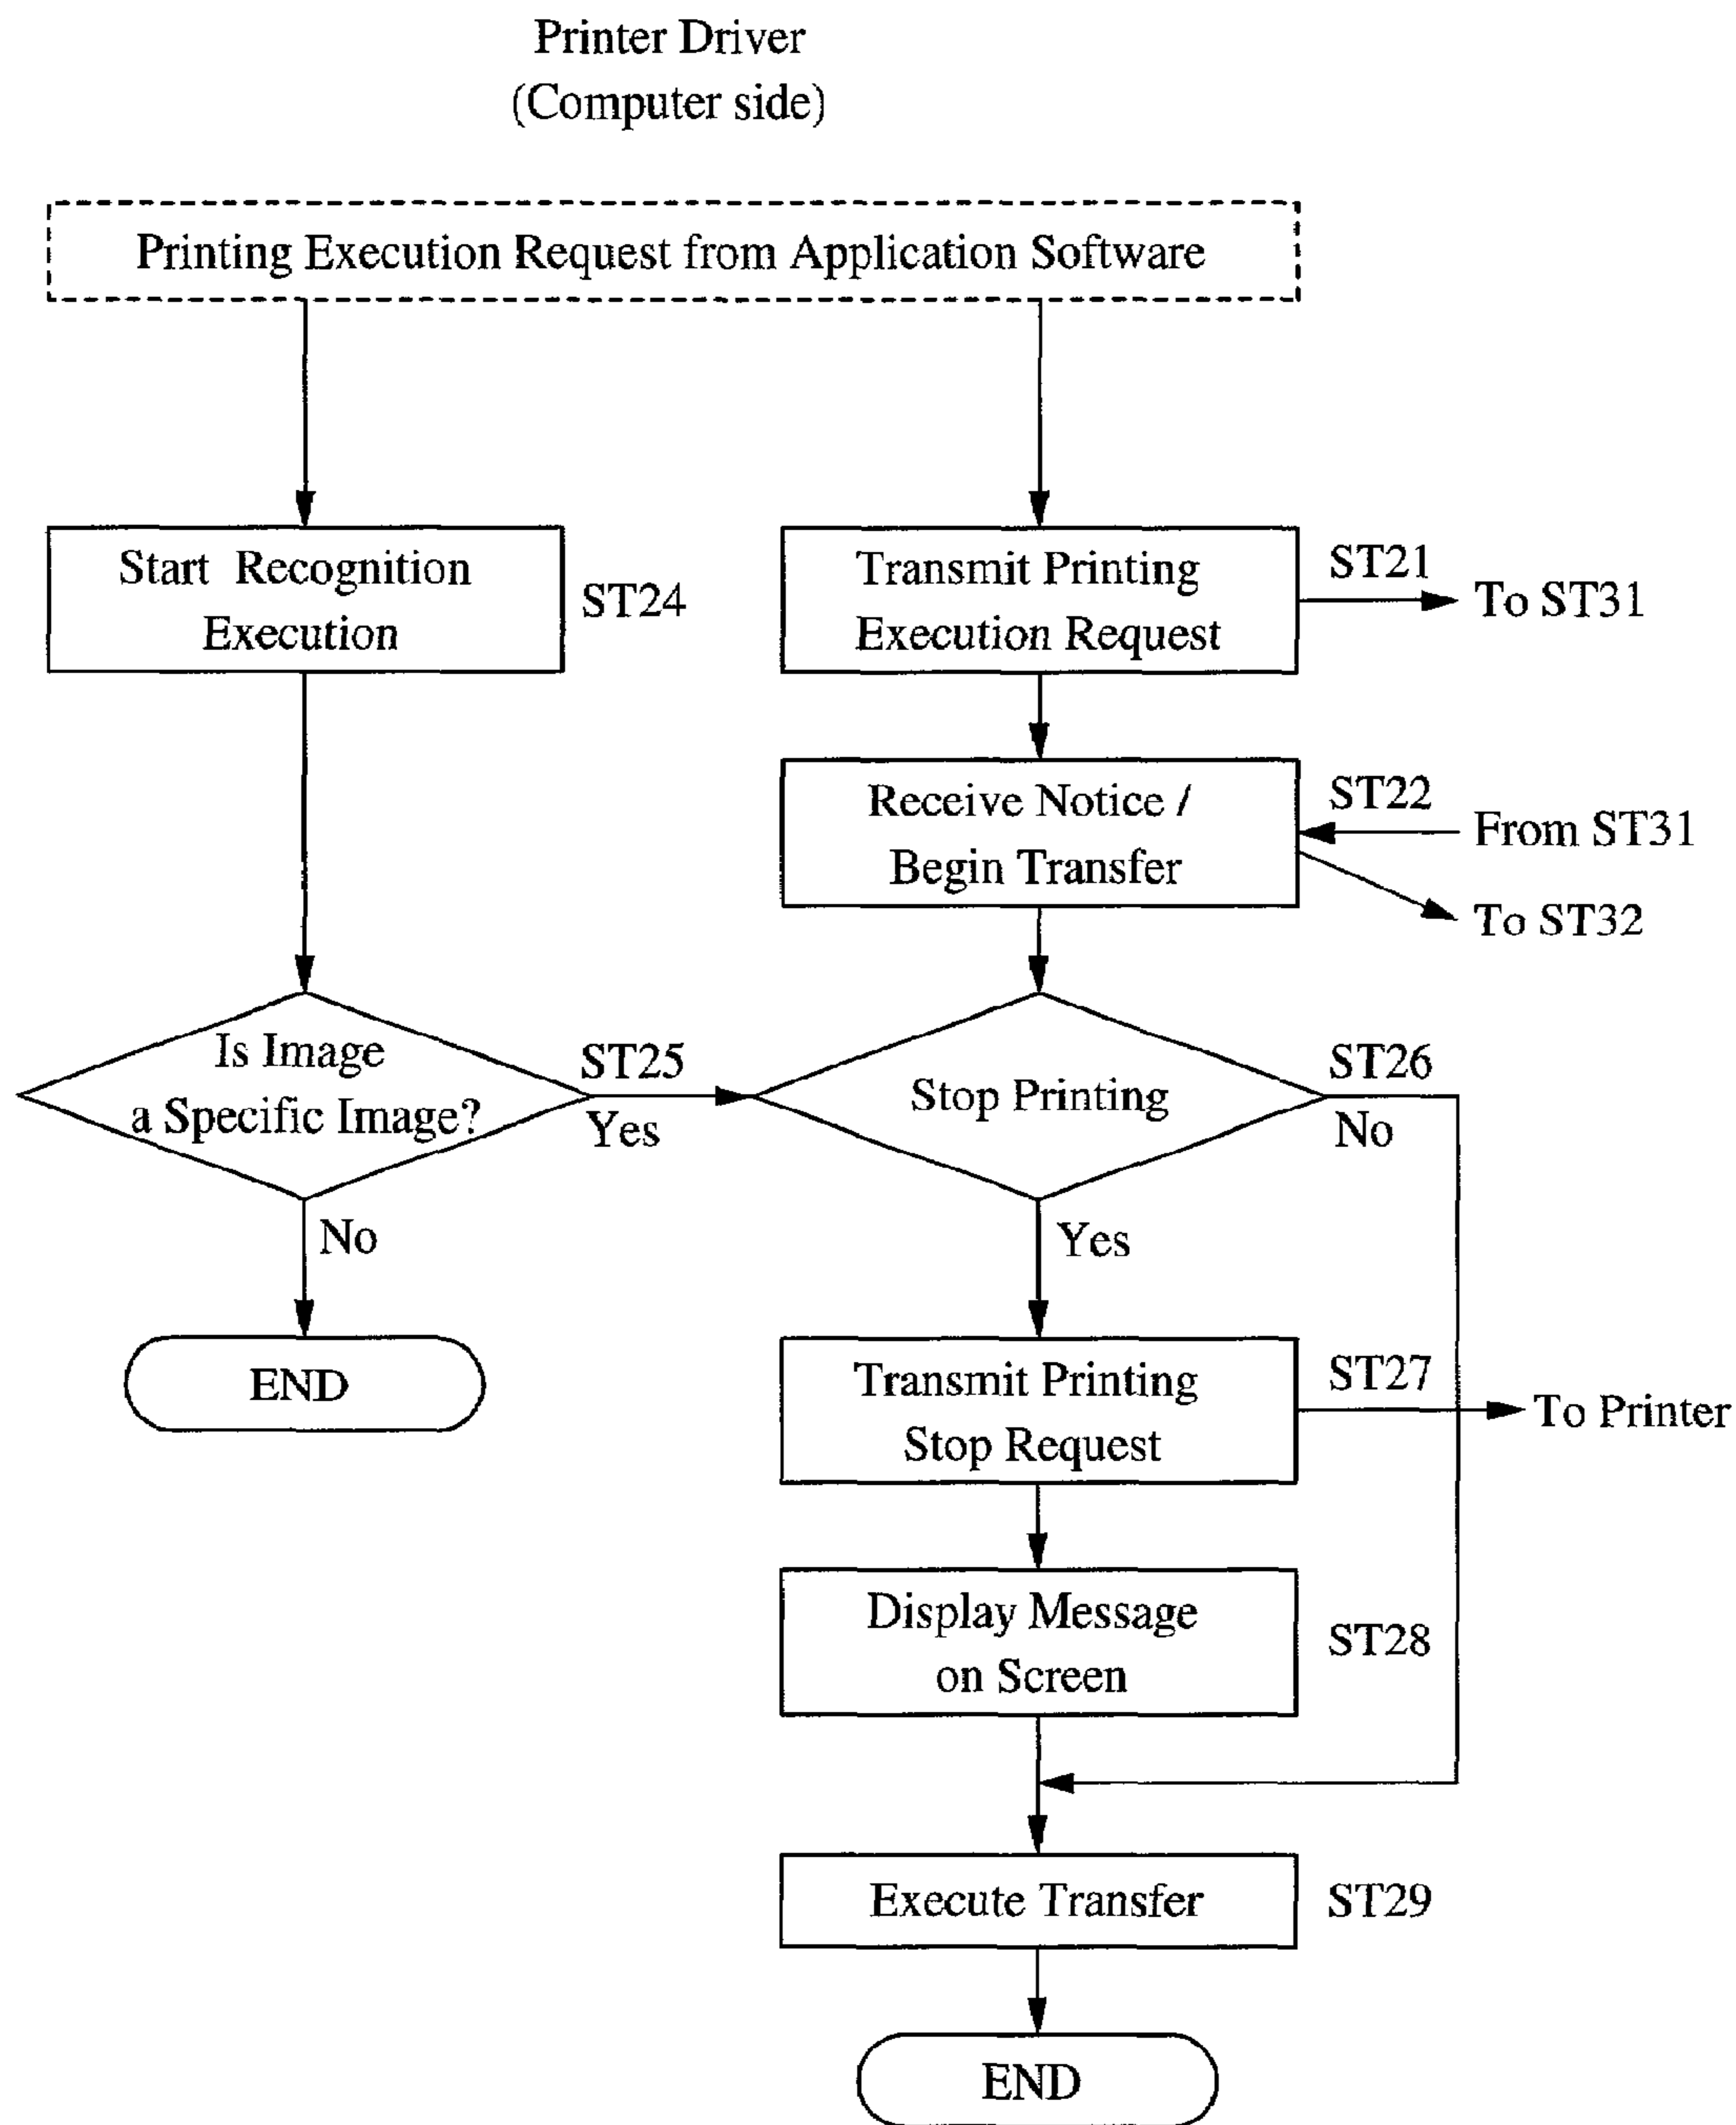 Printer Driver
(Computer side)
Printing Execution Request from Application Software
Start Recognition
Execution
ST24
Transmit Printing
Execution Request
ST21
To ST31
Receive Notice /
Begin Transfer
ST22
From ST31
To ST32
Is Image
a Specific Image?
ST25
Yes
No
END
Stop Printing
ST26
No
Yes
Transmit Printing
Stop Request
ST27
To Printer
Display Message
on Screen
ST28
Execute Transfer
ST29
END